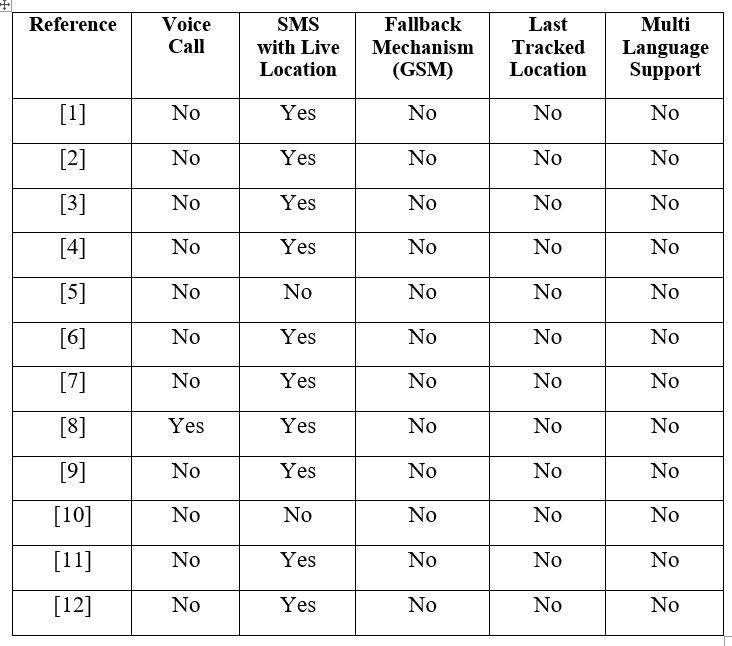 Reference Voice Call SMS with Live Location Fallback Mechanism (GSM) Last Tracked Location Multi Language Support
[1] No Yes No No No
[2] No Yes No No No
[3] No Yes No No No
[4] No Yes No No No
[5] No No No No No
[6] No Yes No No No
[7] No Yes No No No
[8] Yes Yes No No No
[9] No Yes No No No
[10] No No No No No
[11] No Yes No No No
[12] No Yes No No No